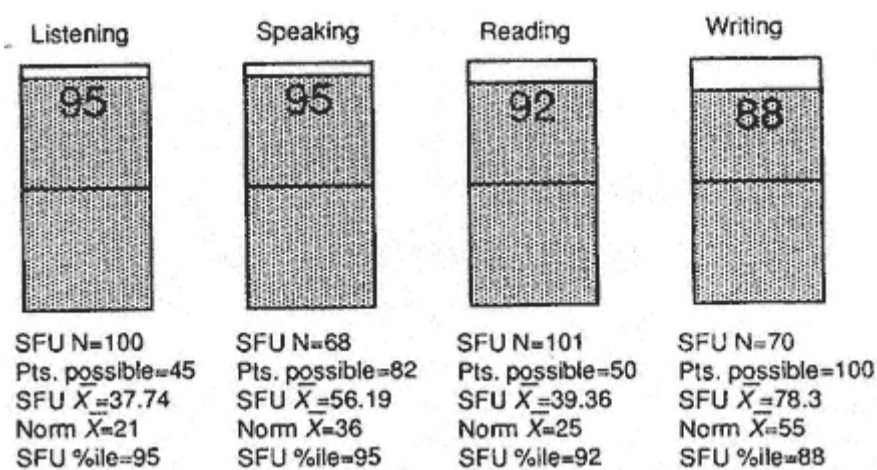 Listening
95
SFU N=100
Pts. possible=45
SFU X̅=37.74
Norm X̅=21
SFU %ile=95
Speaking
95
SFU N=68
Pts. possible=82
SFU X̅=56.19
Norm X̅=36
SFU %ile=95
Reading
92
SFU N=101
Pts. possible=50
SFU X̅=39.36
Norm X̅=25
SFU %ile=92
Writing
88
SFU N=70
Pts. possible=100
SFU X̅=78.3
Norm X̅=55
SFU %ile=88